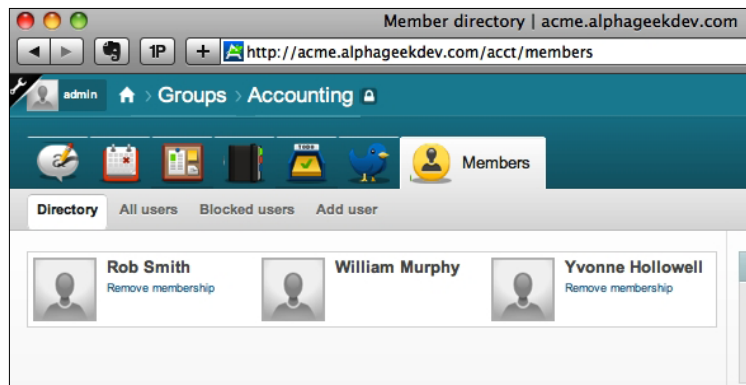 Member directory | acme.alphageekdev.com
1P + http://acme.alphageekdev.com/acct/members
admin > Groups > Accounting
TODO
Members
Directory All users Blocked users Add user
Rob Smith William Murphy Yvonne Hollowell
Remove membership Remove membership